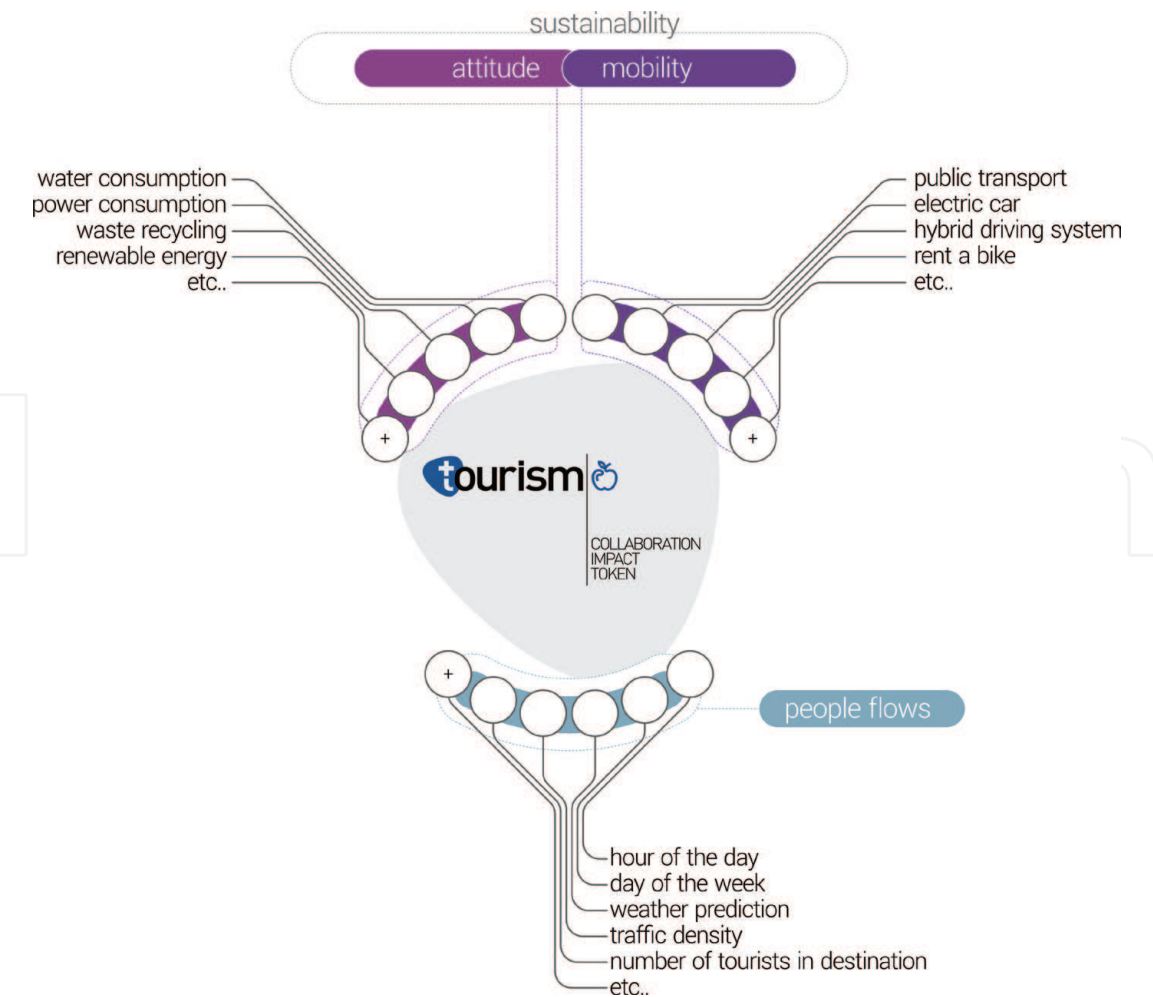 sustainability
attitude
mobility
water consumption
power consumption
waste recycling
renewable energy
etc..
public transport
electric car
hybrid driving system
rent a bike
etc..
+
+
tourism
COLLABORATION
IMPACT
TOKEN
+
people flows
hour of the day
day of the week
weather prediction
traffic density
number of tourists in destination
etc..